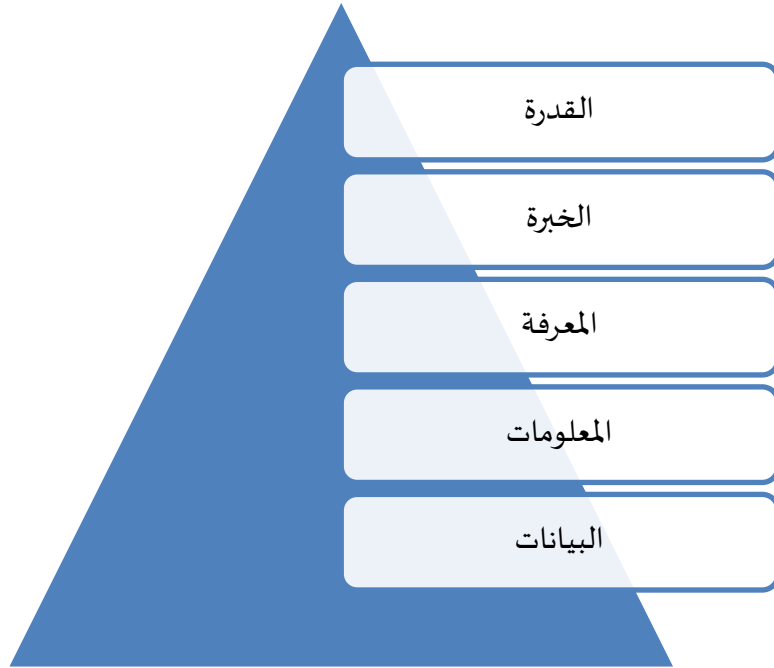 القدرة
الخبرة
المعرفة
المعلومات
البيانات